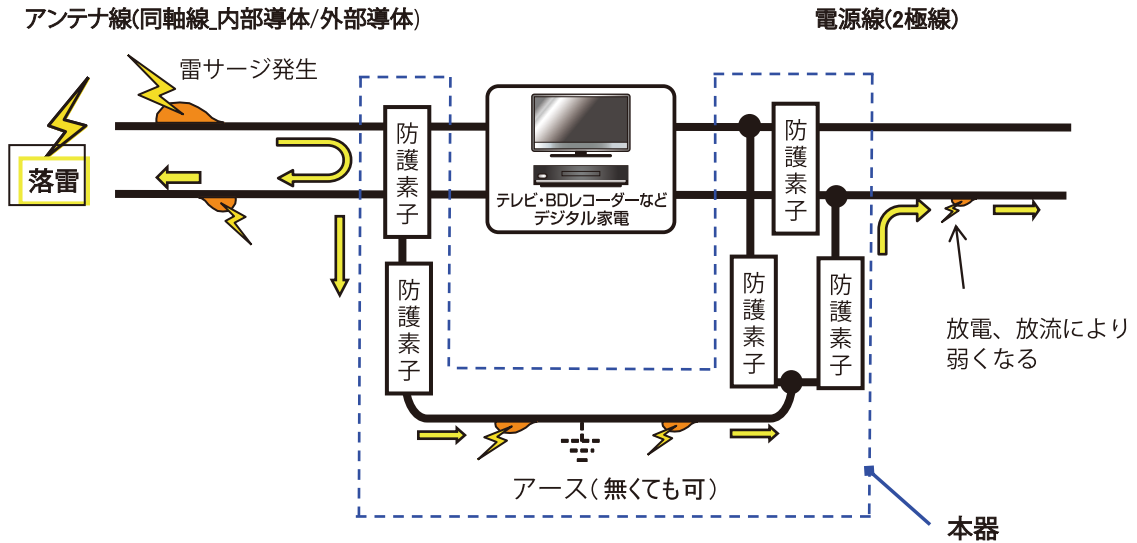 アンテナ線(同軸線_内部導体/外部導体)
電源線(2極線)
雷サージ発生
落雷
防護素子
防護素子
テレビ・BDレコーダーなど
デジタル家電
防護素子
防護素子
防護素子
放電、放流により
弱くなる
アース(無くても可)
本器